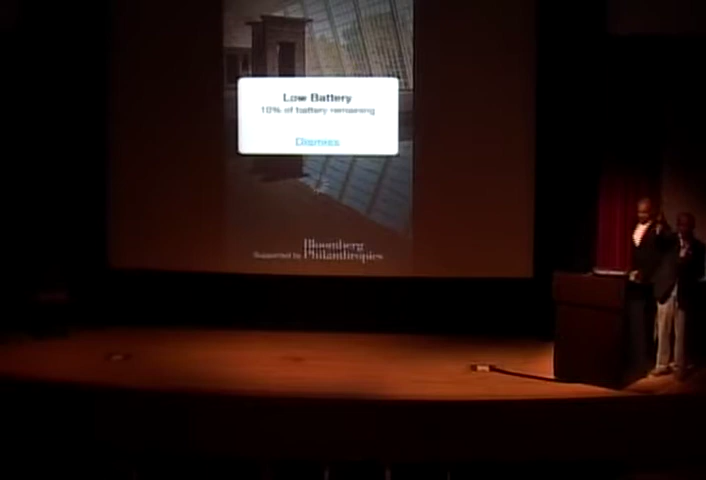 Low Battery
10% of battery remaining
Dismiss
Supported by Bloomberg
Philanthropies